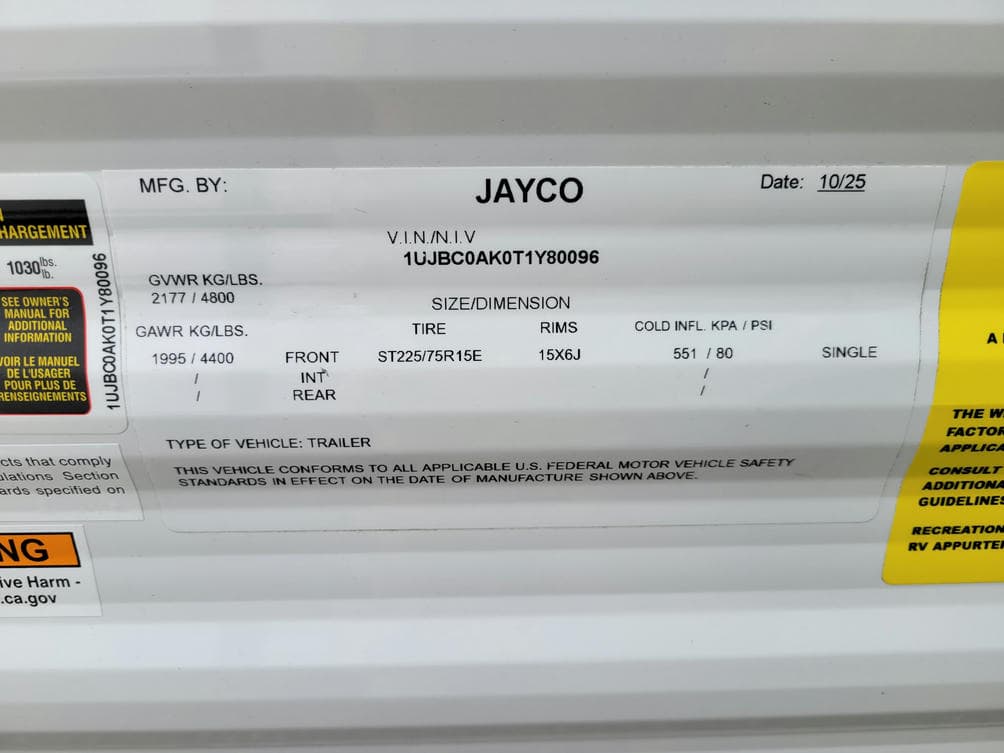 MFG. BY:
JAYCO
Date: 10/25
V.I.N./N.I.V
1UJBC0AK0T1Y80096
GVWR KG/LBS.
2177 / 4800
SIZE/DIMENSION
GAWR KG/LBS. TIRE RIMS COLD INFL. KPA / PSI
1995 / 4400 FRONT ST225/75R15E 15X6J 551 / 80 SINGLE
/ INT /
/ REAR /
TYPE OF VEHICLE: TRAILER
THIS VEHICLE CONFORMS TO ALL APPLICABLE U.S. FEDERAL MOTOR VEHICLE SAFETY
STANDARDS IN EFFECT ON THE DATE OF MANUFACTURE SHOWN ABOVE.
HARGEMENT
1030 lbs.
lb.
SEE OWNER'S
MANUAL FOR
ADDITIONAL
INFORMATION
VOIR LE MANUEL
DE L'USAGER
POUR PLUS DE
RENSEIGNEMENTS
1UJBC0AK0T1Y80096
cts that comply
ulations Section
ards specified on
NG
ive Harm -
.ca.gov
A
THE W
FACTOR
APPLICA
CONSULT
ADDITIONA
GUIDELINES
RECREATION
RV APPURTE